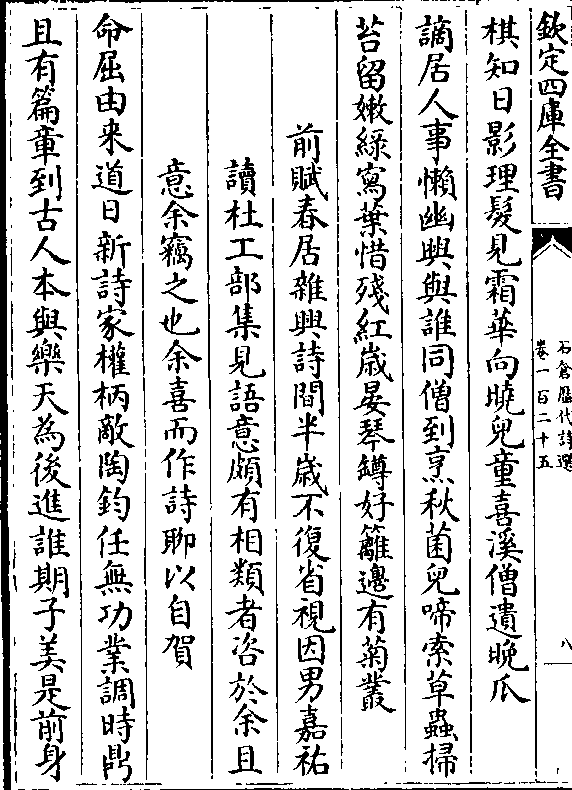 欽定四庫全書
石倉歷代詩選
卷一百二十五
八
棋知日影理髮見霜華向曉兒童喜溪僧遺晩瓜
謫居人事懶幽興與誰同僧到烹秋菌兒啼索草蟲掃
苔留嫰綠寫葉惜殘紅歳晏琴鐏好籬邊有菊叢
前賦春居雜興詩間半歳不復省視因男嘉祐
讀杜工部集見語意頗有相類者咨於余且
意余竊之也余喜而作詩聊以自賀
命屈由来道日新詩家權柄敵陶鈞任無功業調時鼎
且有篇章到古人本與樂天為後進誰期子美是前身